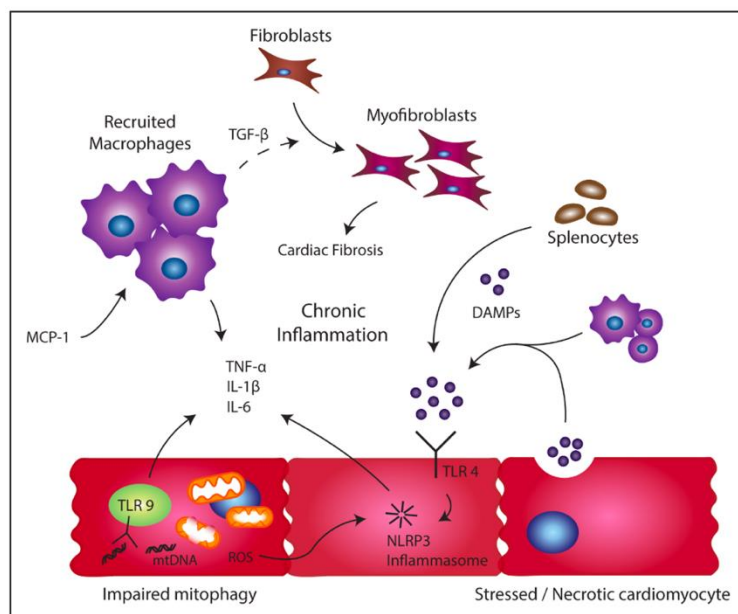 Fibroblasts
Recruited
Macrophages
TGF-β
Myofibroblasts
Cardiac Fibrosis
Splenocytes
DAMPs
Chronic
Inflammation
MCP-1
TNF-α
IL-1β
IL-6
TLR 4
TLR 9
mtDNA
ROS
NLRP3
Inflammasome
Impaired mitophagy
Stressed / Necrotic cardiomyocyte